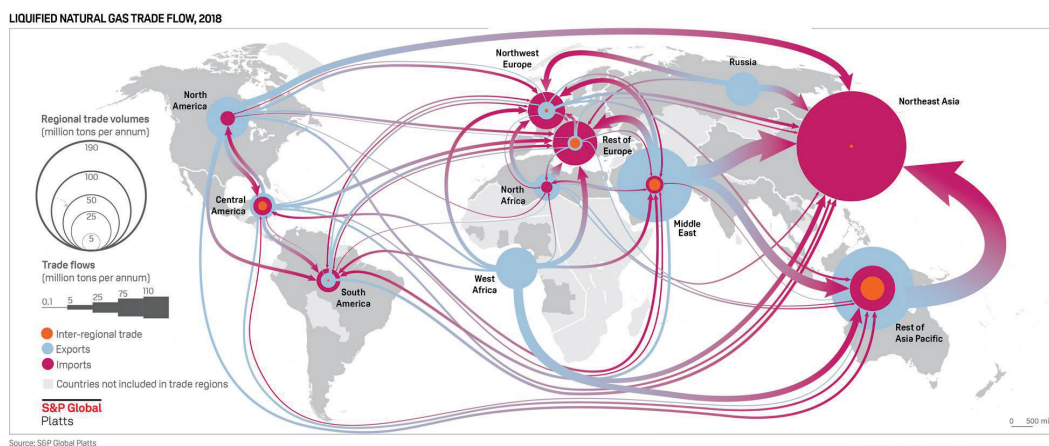 LIQUIFIED NATURAL GAS TRADE FLOW, 2018
Regional trade volumes
(million tons per annum)
190
100
50
25
5
Trade flows
(million tons per annum)
0.1 5 25 75 110
Inter-regional trade
Exports
Imports
Countries not included in trade regions
S&P Global
Platts
North
America
Central
America
South
America
Northwest
Europe
Rest of
Europe
North
Africa
West
Africa
Middle
East
Russia
Northeast Asia
Rest of
Asia Pacific
0 500 mi
Source: S&P Global Platts